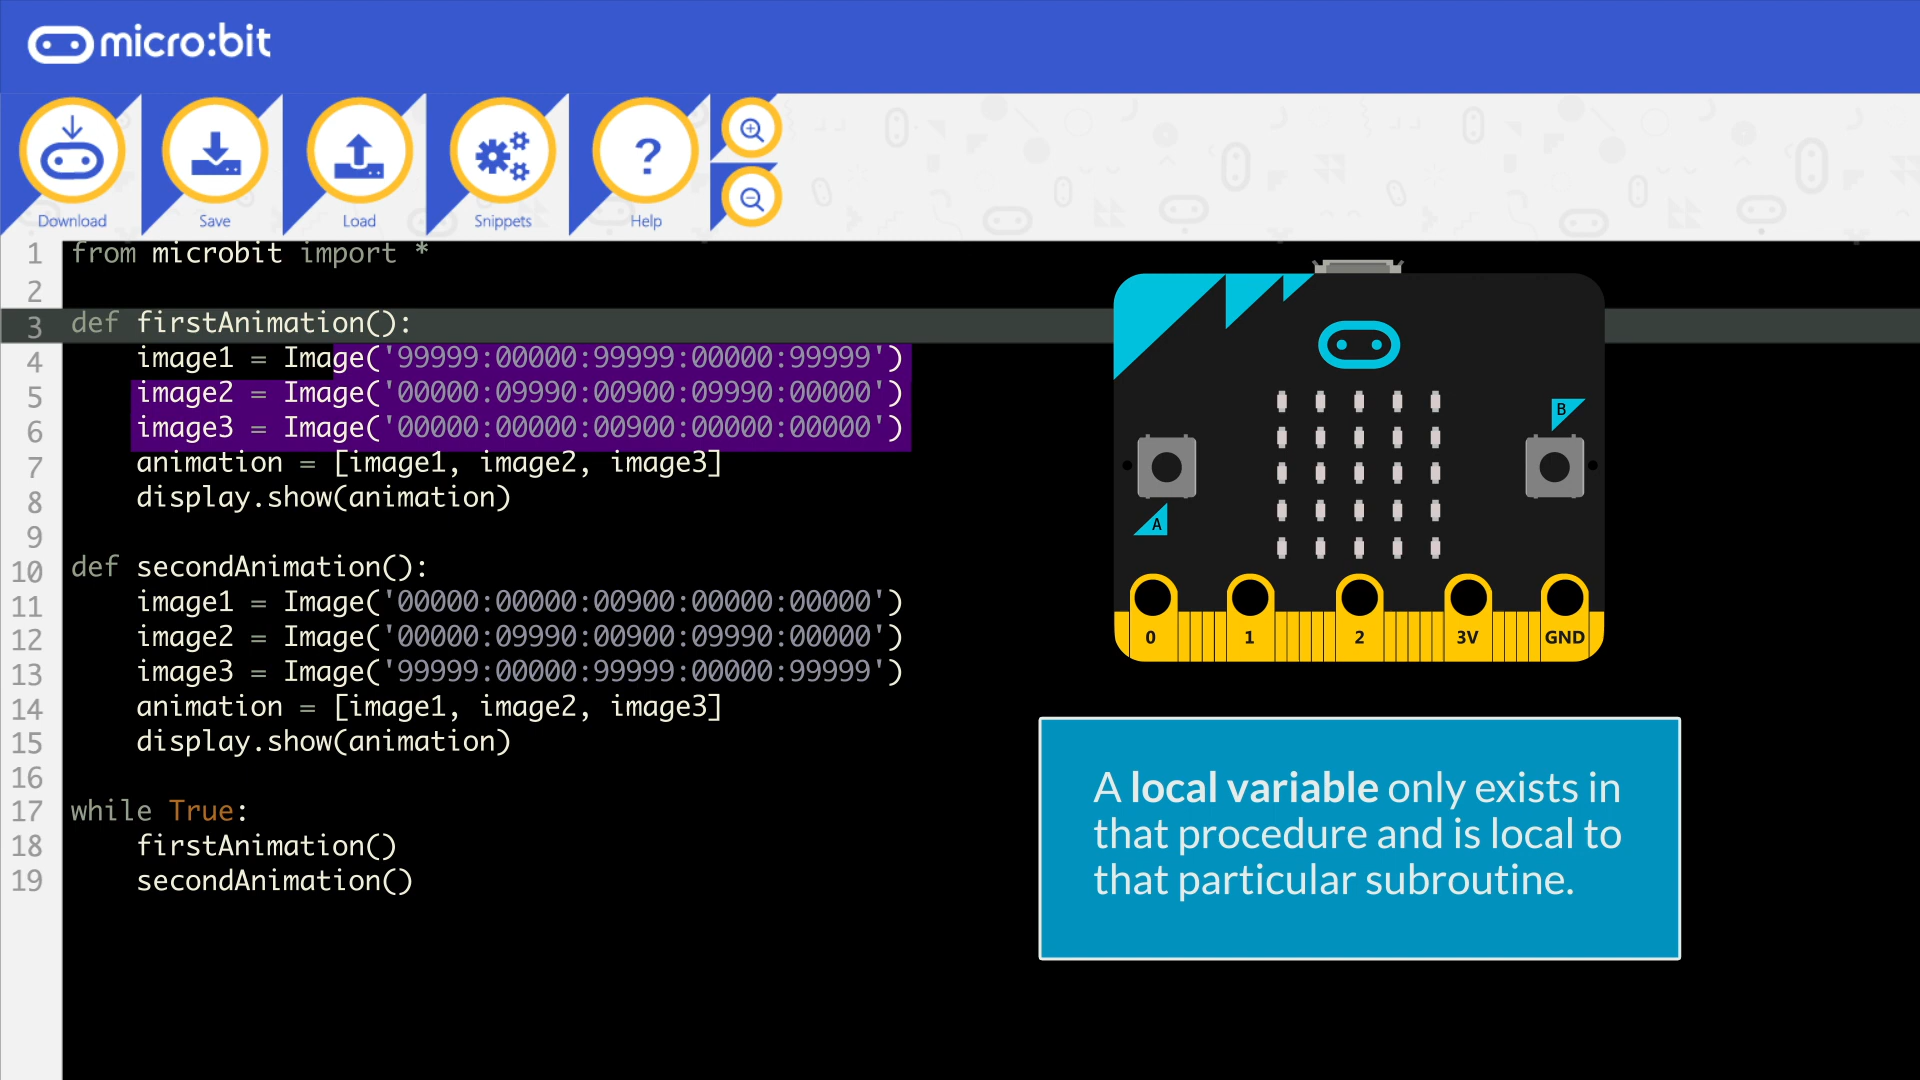 micro:bit
Download
Save
Load
Snippets
?
Help
1 from microbit import *
2
3 def firstAnimation():
4     image1 = Image('99999:00000:99999:00000:99999')
5     image2 = Image('00000:09990:00900:09990:00000')
6     image3 = Image('00000:00000:00900:00000:00000')
7     animation = [image1, image2, image3]
8     display.show(animation)
9
10 def secondAnimation():
11     image1 = Image('00000:00000:00900:00000:00000')
12     image2 = Image('00000:09990:00900:09990:00000')
13     image3 = Image('99999:00000:99999:00000:99999')
14     animation = [image1, image2, image3]
15     display.show(animation)
16
17 while True:
18     firstAnimation()
19     secondAnimation()
B
A
0 1 2 3V GND
A local variable only exists in
that procedure and is local to
that particular subroutine.